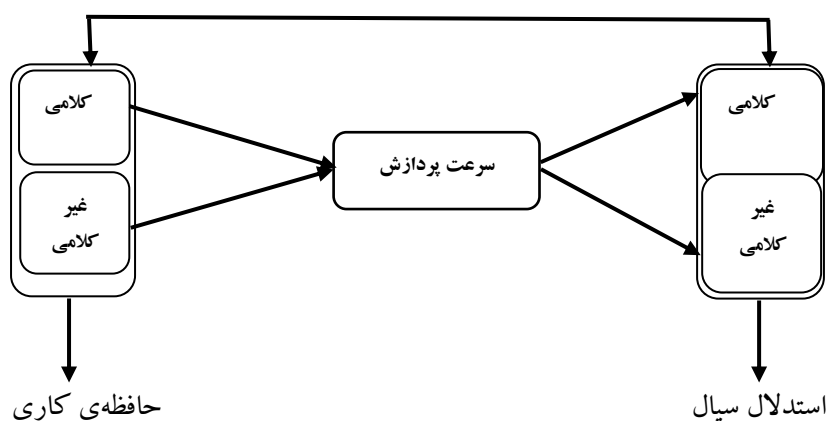 کلامی
غیر
کلامی
سرعت پردازش
کلامی
غیر
کلامی
استدلال سیال
حافظه‌ی کاری